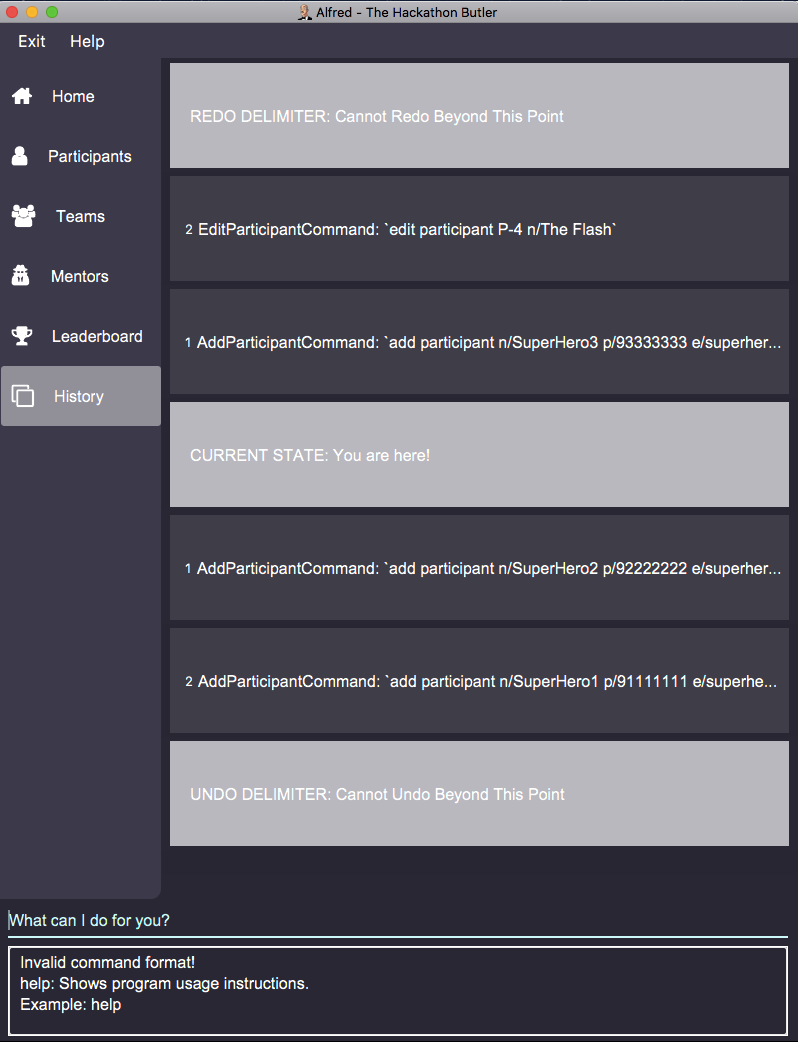 Alfred - The Hackathon Butler
Exit Help
Home
Participants
Teams
Mentors
Leaderboard
History
REDO DELIMITER: Cannot Redo Beyond This Point
2 EditParticipantCommand: `edit participant P-4 n/The Flash`
1 AddParticipantCommand: `add participant n/SuperHero3 p/93333333 e/superher...
CURRENT STATE: You are here!
1 AddParticipantCommand: `add participant n/SuperHero2 p/92222222 e/superher...
2 AddParticipantCommand: `add participant n/SuperHero1 p/91111111 e/superhe...
UNDO DELIMITER: Cannot Undo Beyond This Point
What can I do for you?
Invalid command format!
help: Shows program usage instructions.
Example: help